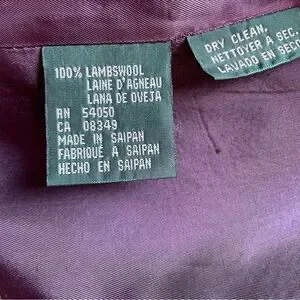 100% LAMBSWOOL
LAINE D'AGNEAU
LANA DE OVEJA
RN 54050
CA 08349
MADE IN SAIPAN
FABRIQUÉ A SAIPAN
HECHO EN SAIPAN
DRY CLEAN.
NETTOYER A SEC.
LAVADO EN SEC